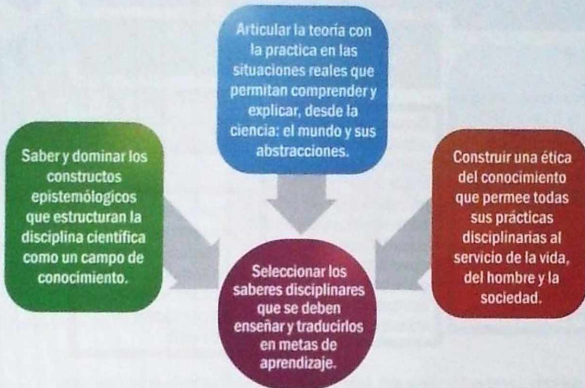 Articular la teoría con
la practica en las
situaciones reales que
permitan comprender y
explicar, desde la
ciencia: el mundo y sus
abstracciones.
Saber y dominar los
constructos
epistemólogicos
que estructuran la
disciplina científica
como un campo de
conocimiento.
Construir una ética
del conocimiento
que permee todas
sus prácticas
disciplinarias al
servicio de la vida,
del hombre y la
sociedad.
Seleccionar los
saberes disciplinares
que se deben
enseñar y traducirlos
en metas de
aprendizaje.